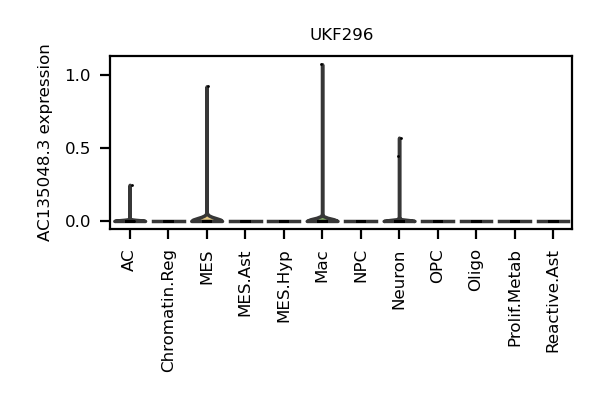 UKF296
AC135048.3 expression
1.0
0.5
0.0
AC
Chromatin.Reg
MES
MES.Ast
MES.Hyp
Mac
NPC
Neuron
OPC
Oligo
Prolif.Metab
Reactive.Ast